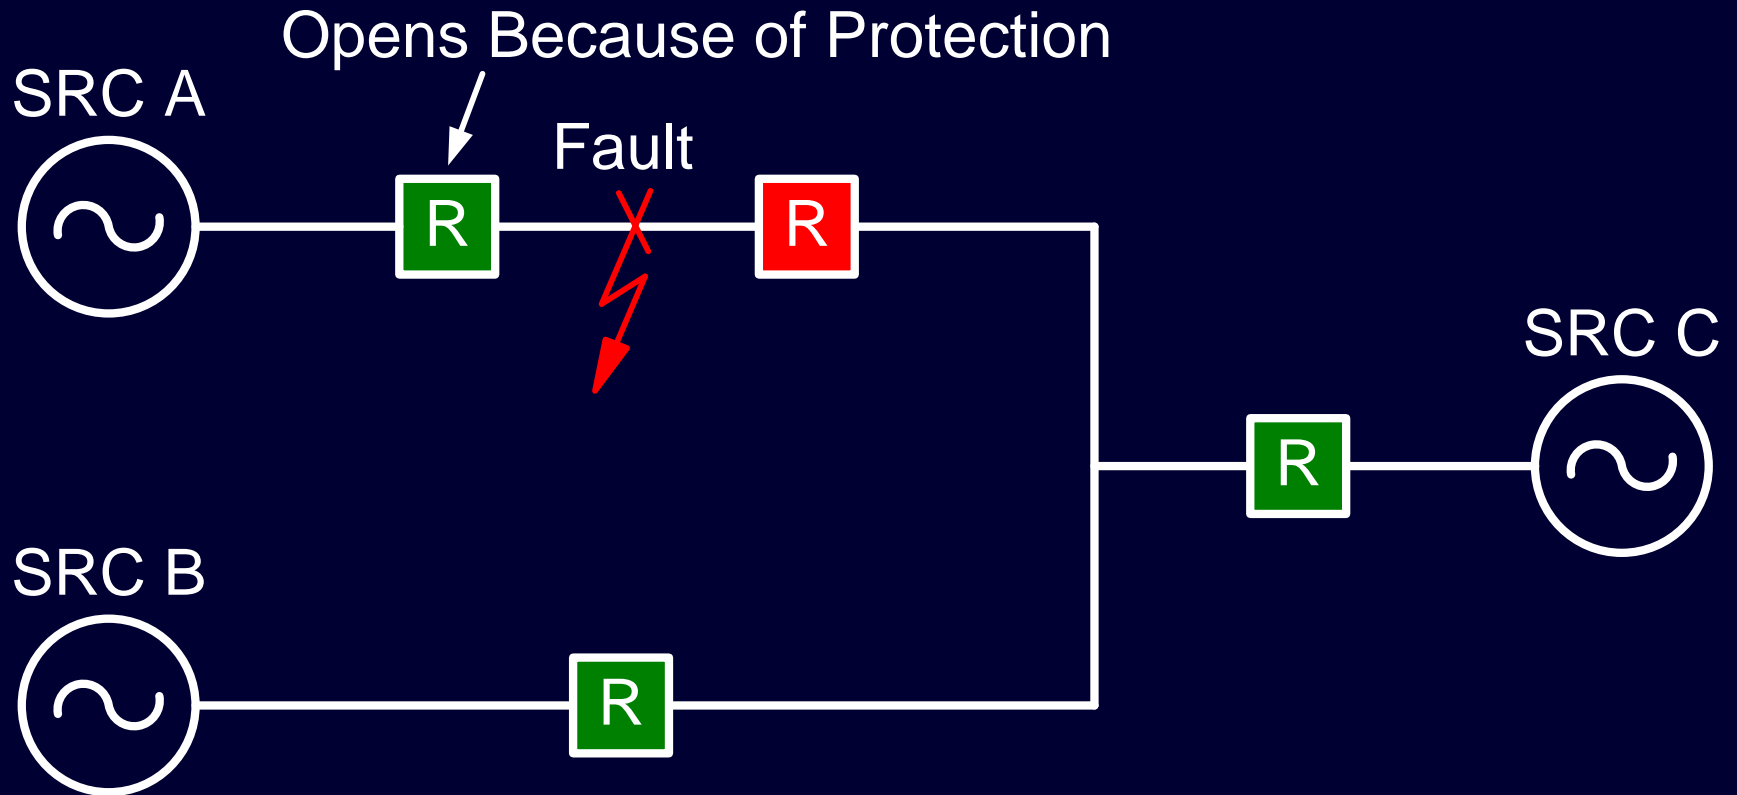 Opens Because of Protection
SRC A
Fault
R
R
SRC C
R
SRC B
R